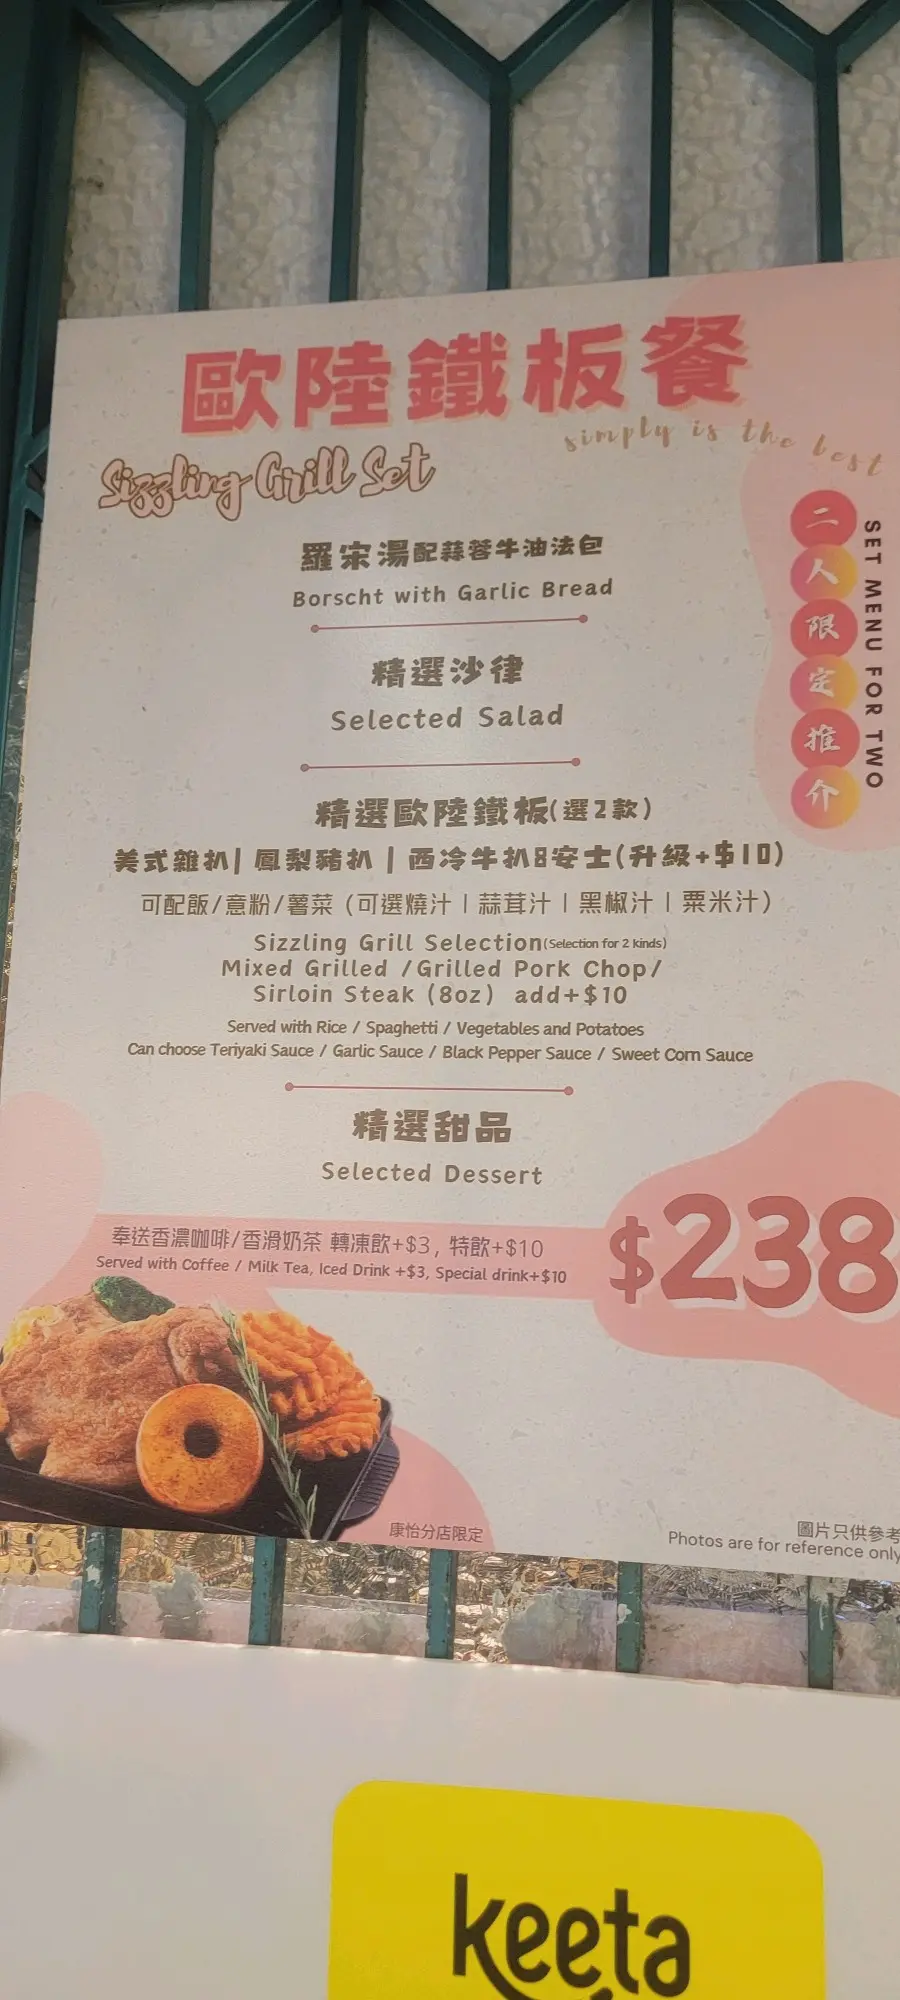 歐陸鐵板餐
simply is the best
Sizzling Grill Set
二人限定推介
SET MENU FOR TWO
羅宋湯配蒜蓉牛油法包
Borscht with Garlic Bread
精選沙律
Selected Salad
精選歐陸鐵板(選2款)
美式雜扒| 鳳梨豬扒 | 西冷牛扒8安士(升級+$10)
可配飯/意粉/薯菜 (可選燒汁 | 蒜茸汁 | 黑椒汁 | 粟米汁)
Sizzling Grill Selection(Selection for 2 kinds)
Mixed Grilled /Grilled Pork Chop/
Sirloin Steak (8oz) add+$10
Served with Rice / Spaghetti / Vegetables and Potatoes
Can choose Teriyaki Sauce / Garlic Sauce / Black Pepper Sauce / Sweet Corn Sauce
精選甜品
Selected Dessert
奉送香濃咖啡/香滑奶茶 轉凍飲+$3, 特飲+$10
Served with Coffee / Milk Tea, Iced Drink +$3, Special drink+$10
$238
康怡分店限定
圖片只供參考
Photos are for reference only
keeta